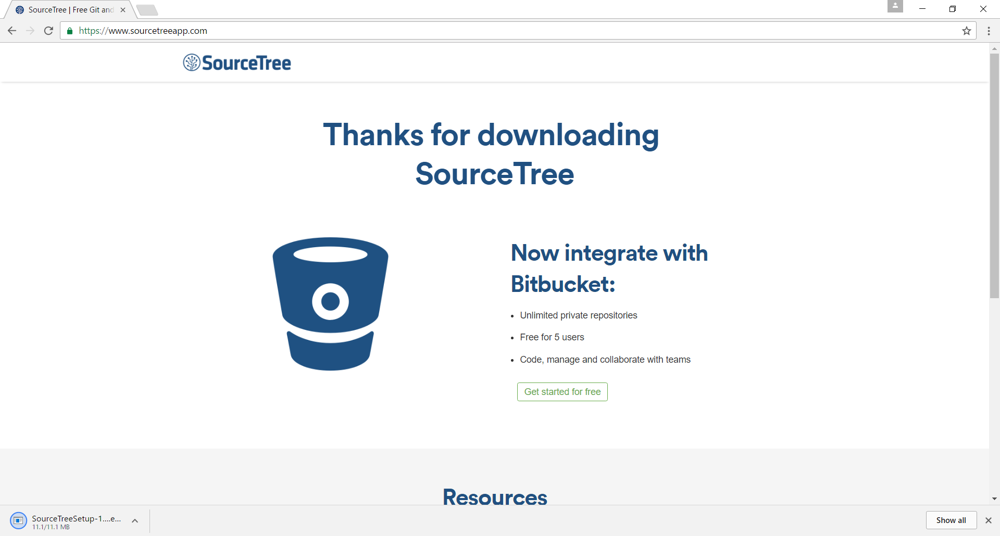 SourceTree | Free Git and
https://www.sourcetreeapp.com
SourceTree
Thanks for downloading
SourceTree
Now integrate with
Bitbucket:
Unlimited private repositories
Free for 5 users
Code, manage and collaborate with teams
Get started for free
Resources
SourceTreeSetup-1....e...
11.1/11.1 MB
Show all